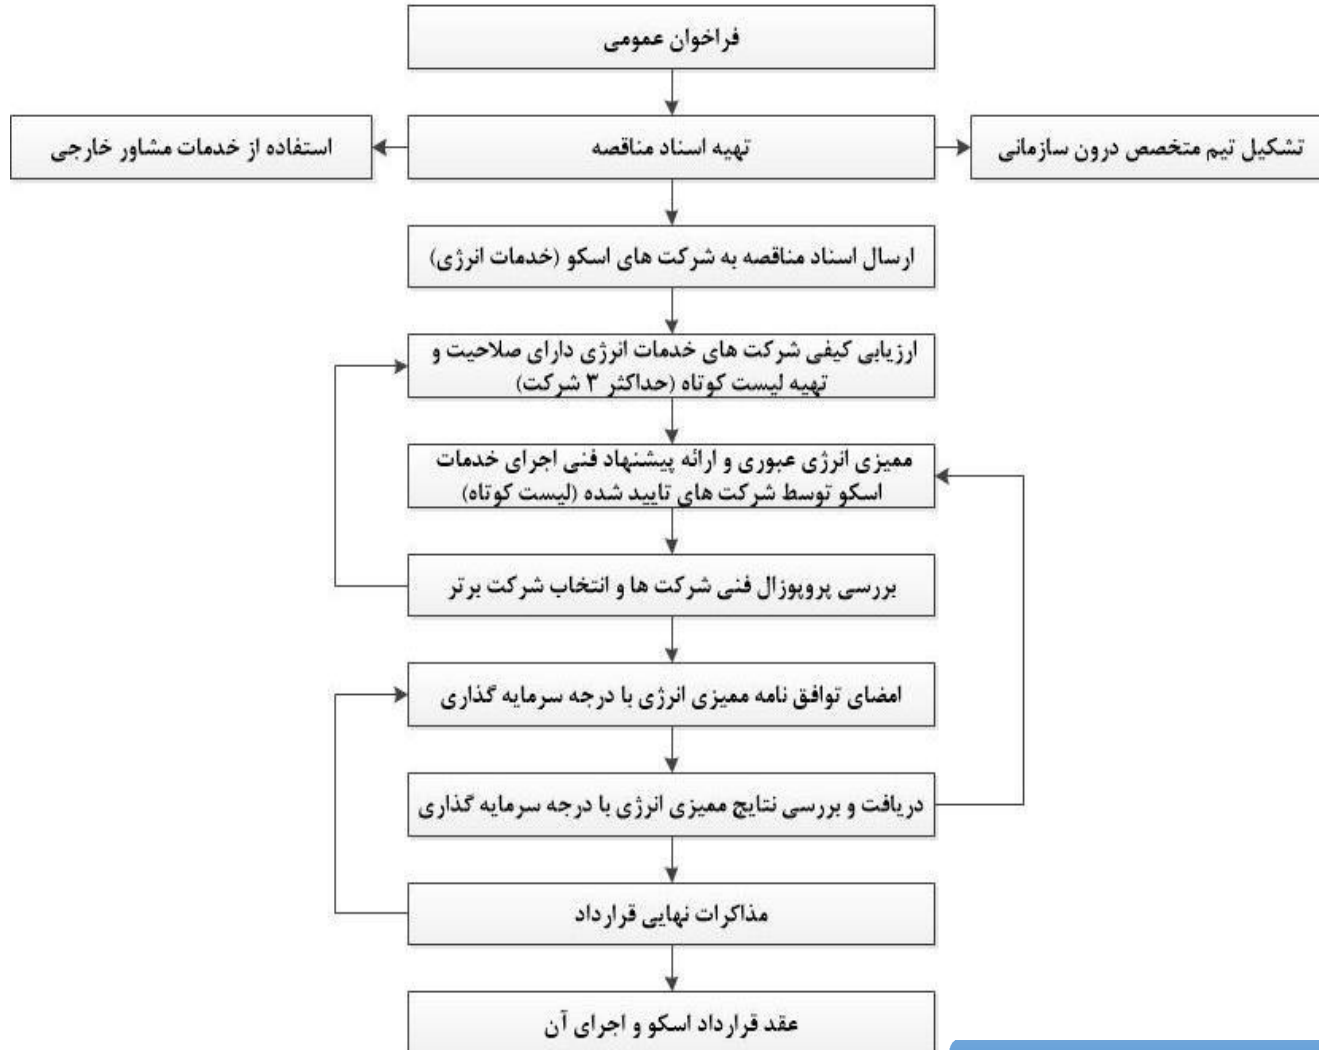 فراخوان عمومی
تشکیل تیم متخصص درون سازمانی
تهیه اسناد مناقصه
استفاده از خدمات مشاور خارجی
ارسال اسناد مناقصه به شرکت های اسکو (خدمات انرژی)
ارزیابی کیفی شرکت های خدمات انرژی دارای صلاحیت و
تهیه لیست کوتاه (حداکثر ۳ شرکت)
ممیزی انرژی عبوری و ارائه پیشنهاد فنی اجرای خدمات
اسکو توسط شرکت های تایید شده (لیست کوتاه)
بررسی پروپوزال فنی شرکت ها و انتخاب شرکت برتر
امضای توافق نامه ممیزی انرژی با درجه سرمایه گذاری
دریافت و بررسی نتایج ممیزی انرژی با درجه سرمایه گذاری
مذاکرات نهایی قرارداد
عقد قرارداد اسکو و اجرای آن